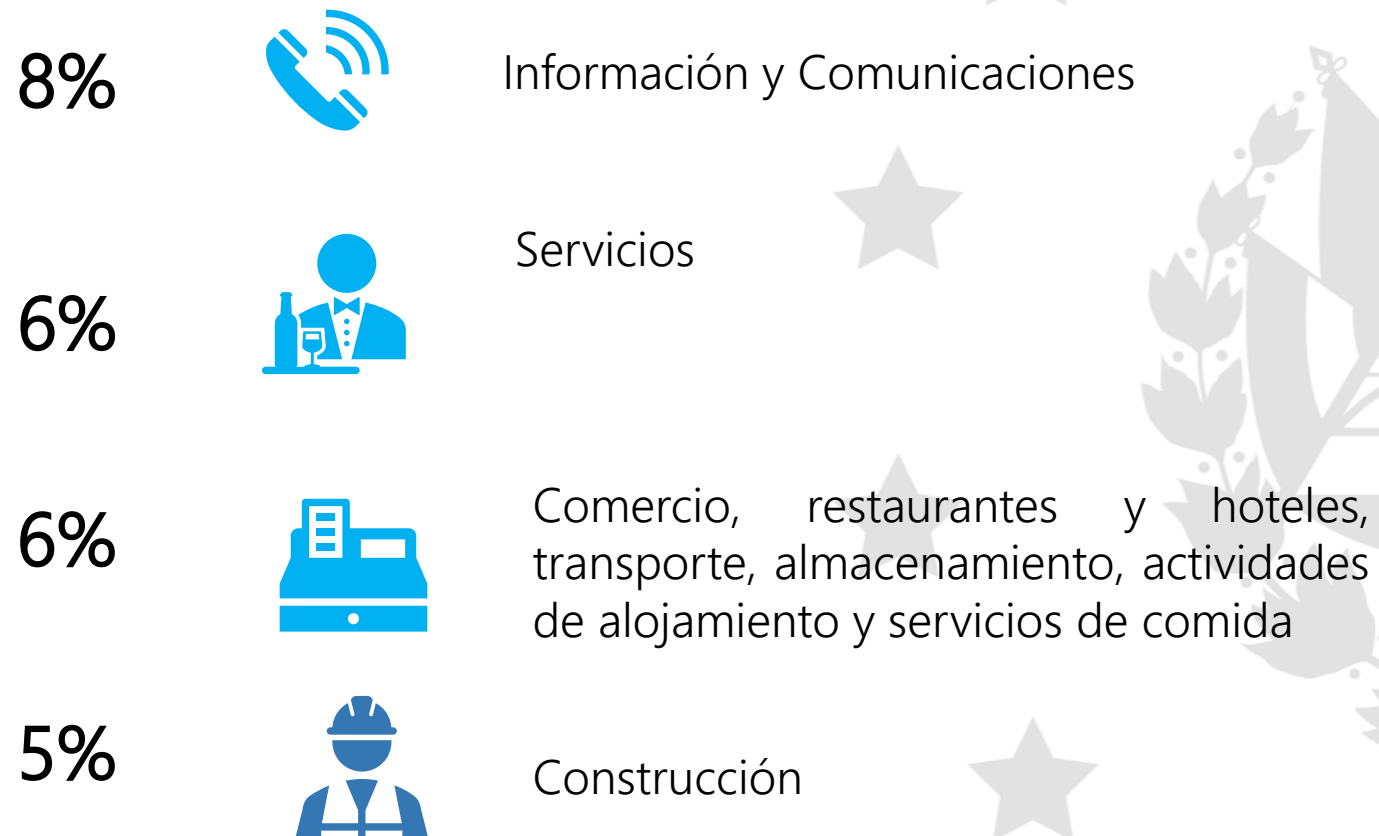 8%
Información y Comunicaciones
Servicios
6%
6%
Comercio, restaurantes y hoteles,
transporte, almacenamiento, actividades
de alojamiento y servicios de comida
5%
Construcción